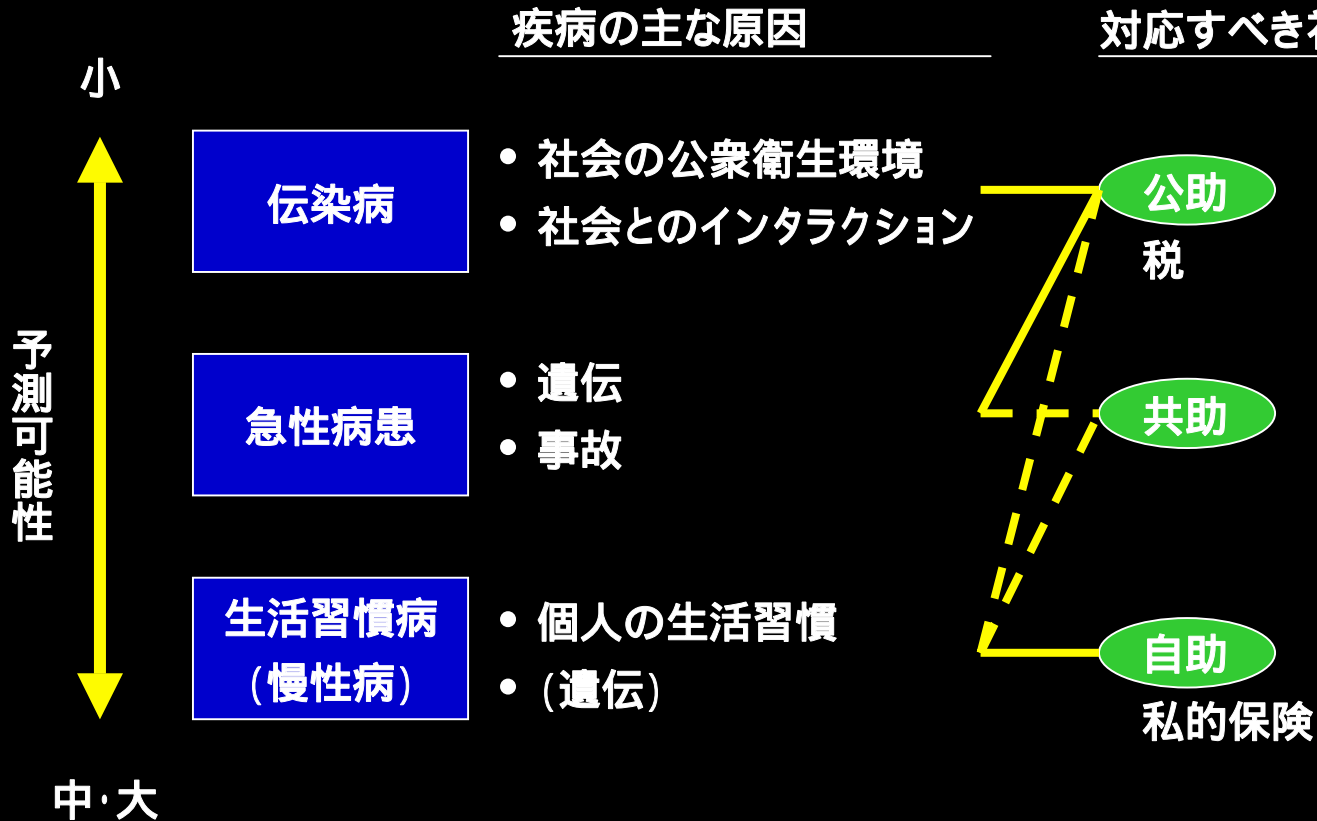 疾病の主な原因
対応すべき
小
伝染病
• 社会の公衆衛生環境
• 社会とのインタラクション
公助
税
予測可能性
急性病患
• 遺伝
• 事故
共助
生活習慣病
(慢性病)
• 個人の生活習慣
• (遺伝)
自助
私的保険
中・大